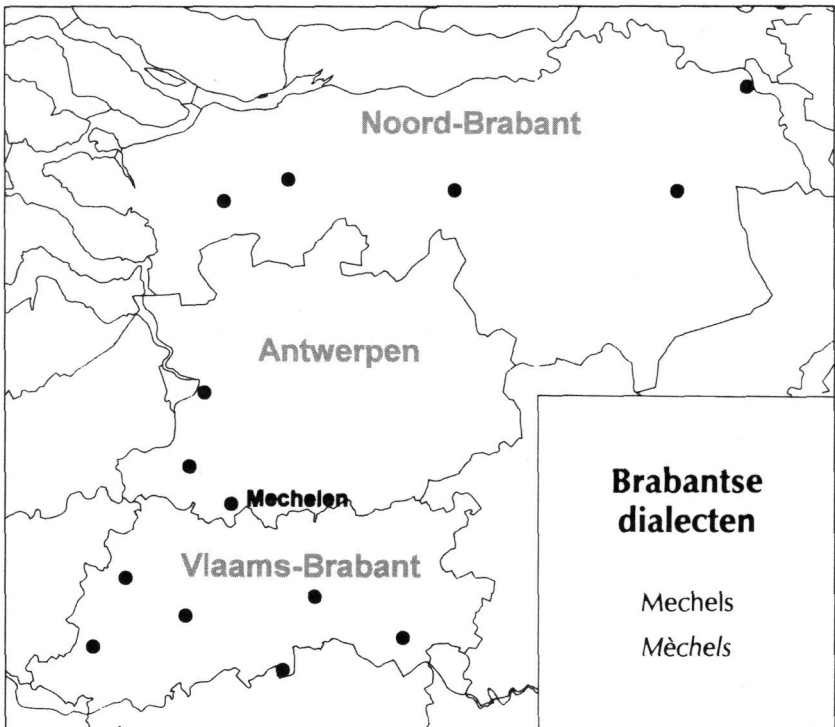 Noord-Brabant
Antwerpen
Mechelen
Vlaams-Brabant
Brabantse
dialecten
Mechels
Mèchels